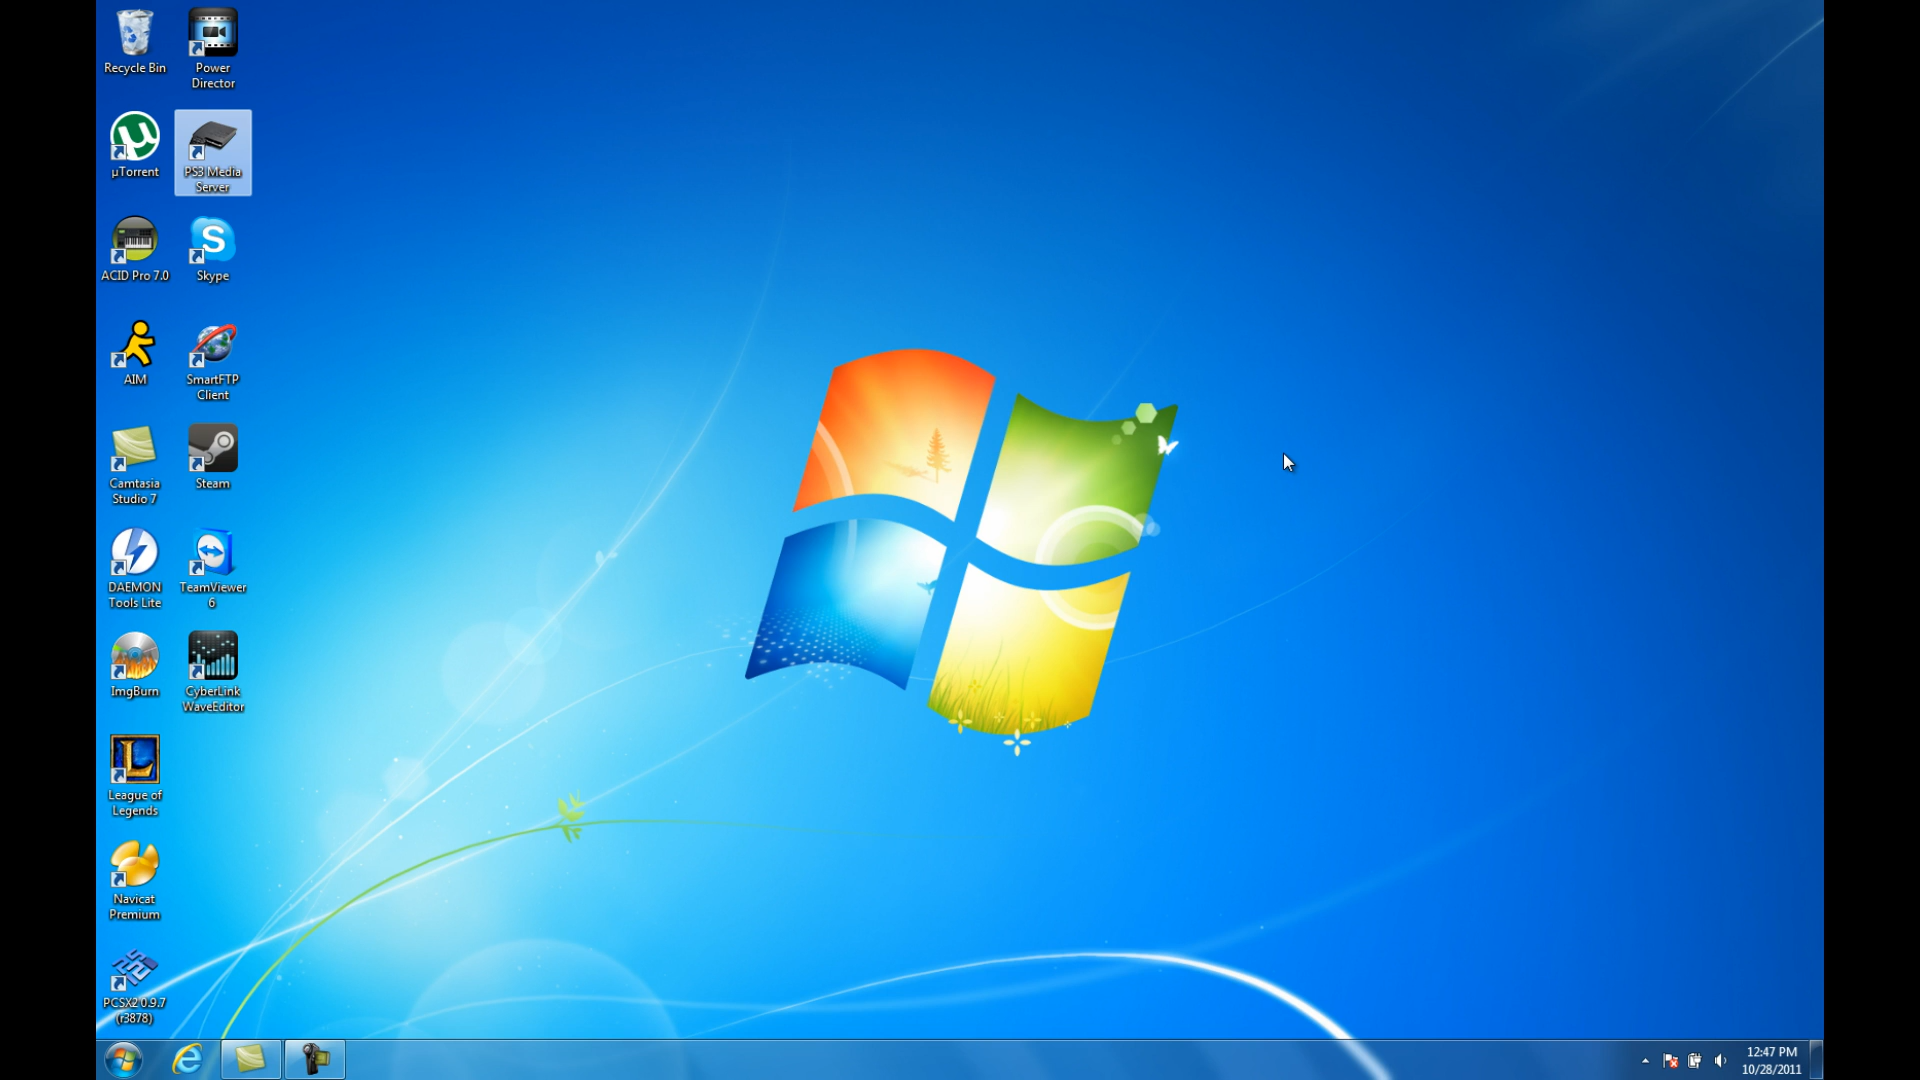 Recycle Bin
Power
Director
µTorrent
PS3 Media
Server
ACID Pro 7.0
Skype
AIM
SmartFTP
Client
Camtasia
Studio 7
Steam
DAEMON
Tools Lite
TeamViewer
6
ImgBurn
CyberLink
WaveEditor
League of
Legends
Navicat
Premium
PCSX2 0.9.7
(r3878)
12:47 PM
10/28/2011